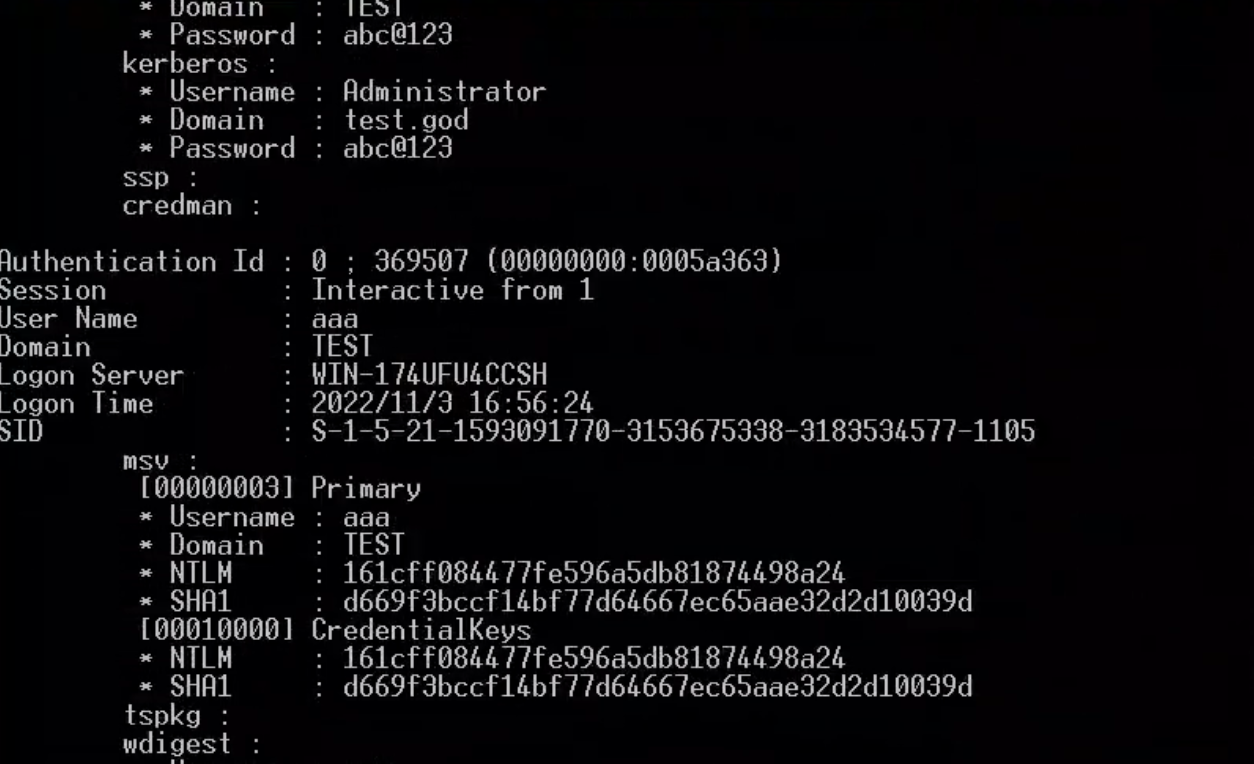 * Domain : TEST
* Password : abc@123
kerberos :
* Username : Administrator
* Domain : test.god
* Password : abc@123
ssp :
credman :
Authentication Id : 0 ; 369507 (00000000:0005a363)
Session : Interactive from 1
User Name : aaa
Domain : TEST
Logon Server : WIN-174UFU4CCSH
Logon Time : 2022/11/3 16:56:24
SID : S-1-5-21-1593091770-3153675338-3183534577-1105
msv :
[00000003] Primary
* Username : aaa
* Domain : TEST
* NTLM : 161cff084477fe596a5db81874498a24
* SHA1 : d669f3bccf14bf77d64667ec65aae32d2d10039d
[00010000] CredentialKeys
* NTLM : 161cff084477fe596a5db81874498a24
* SHA1 : d669f3bccf14bf77d64667ec65aae32d2d10039d
tspkg :
wdigest :